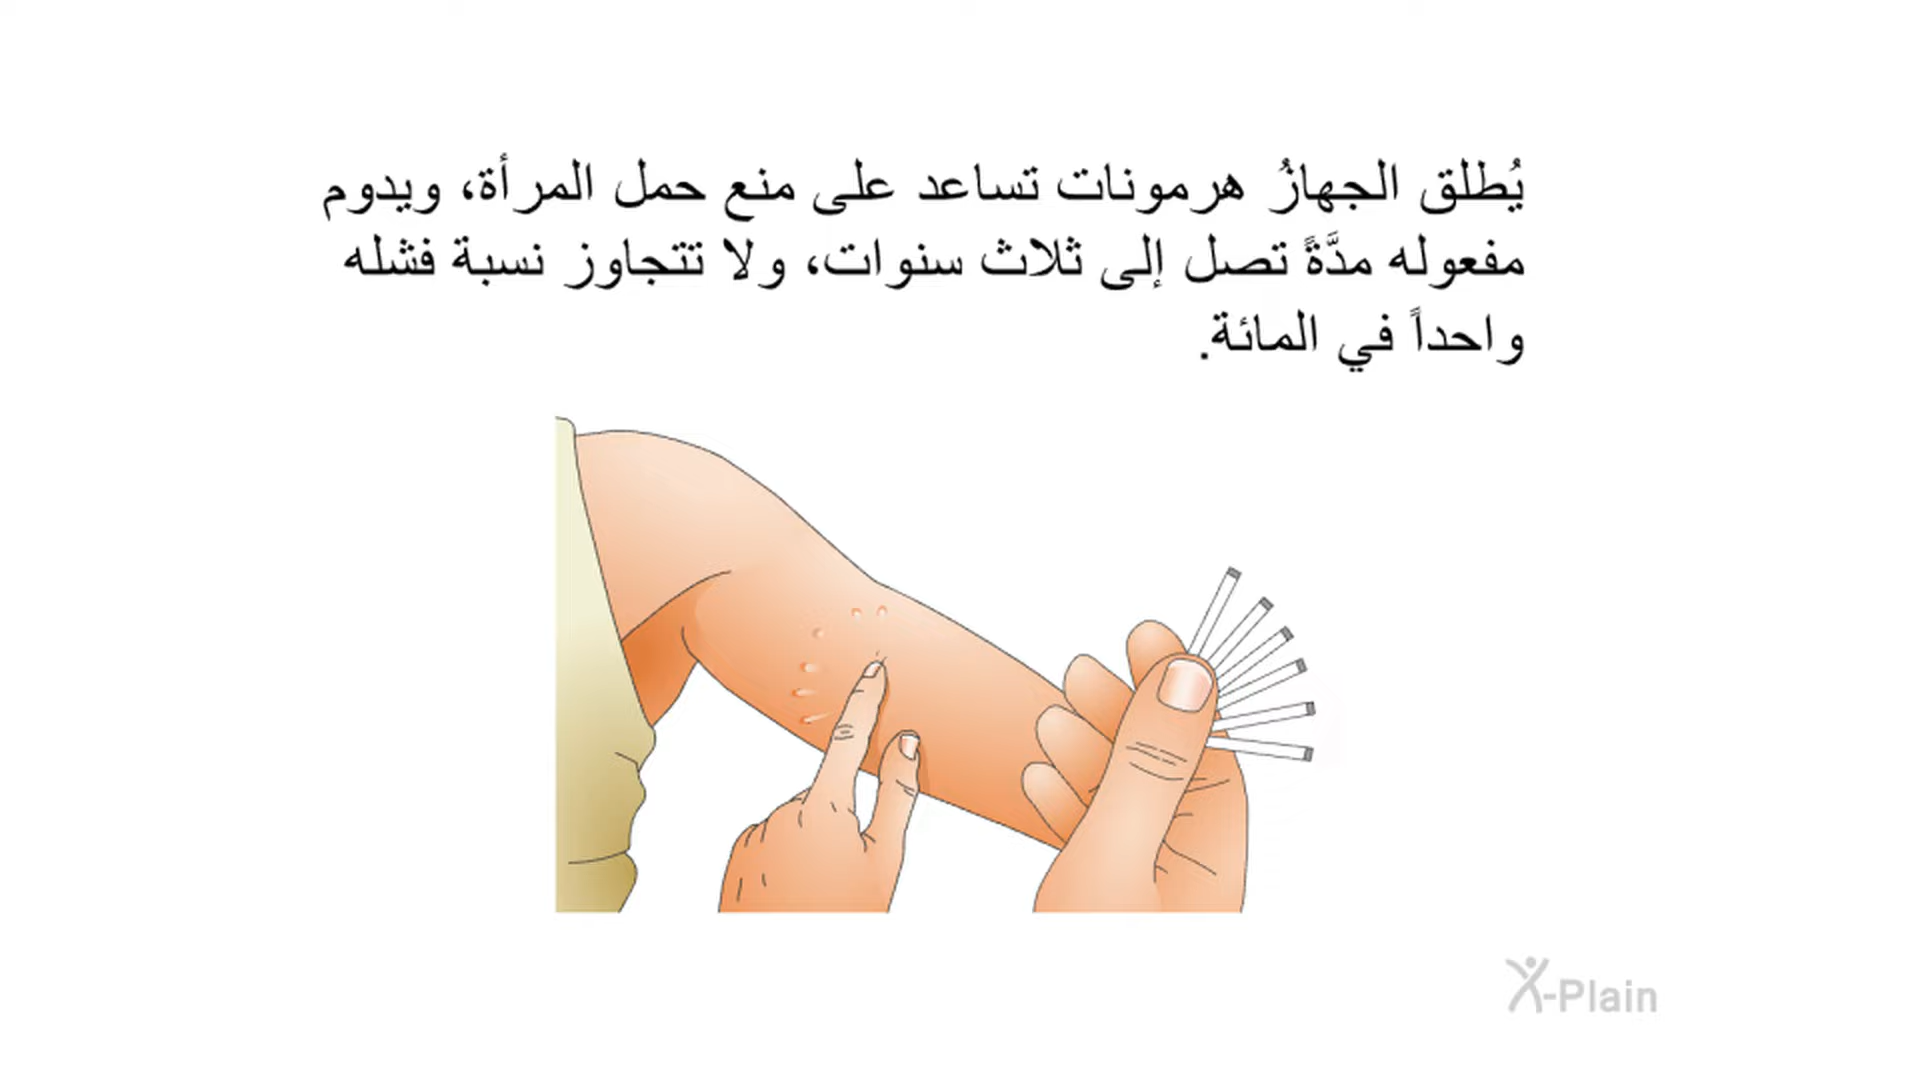 يُطلق الجهازُ هرمونات تساعد على منع حمل المرأة، ويدوم
مفعوله مدَّةً تصل إلى ثلاث سنوات، ولا تتجاوز نسبة فشله
واحداً في المائة.
X-Plain